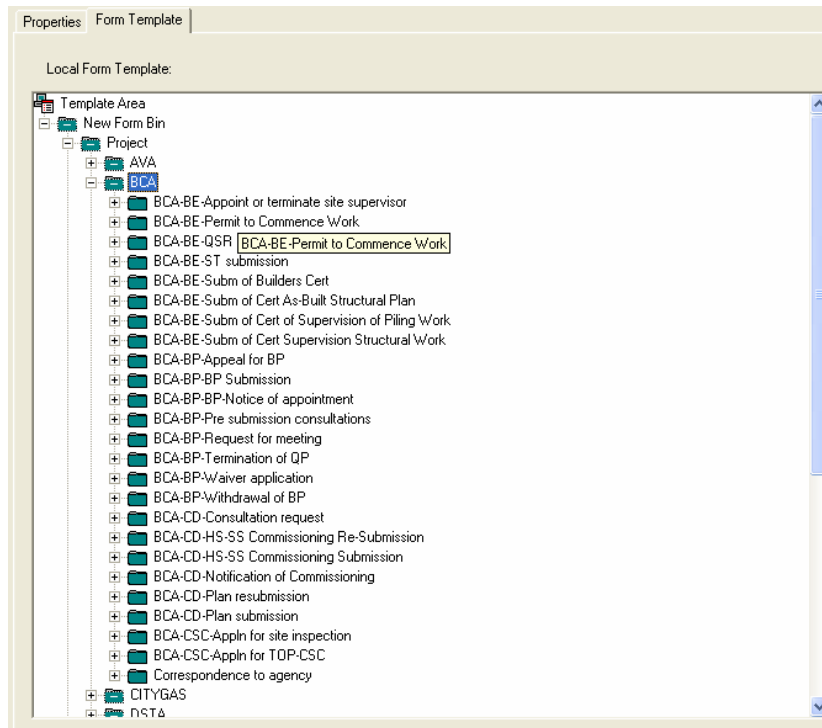 Properties Form Template
Local Form Template:
Template Area
New Form Bin
Project
AVA
BCA
BCA-BE-Appoint or terminate site supervisor
BCA-BE-Permit to Commence Work
BCA-BE-QSR BCA-BE-Permit to Commence Work
BCA-BE-ST submission
BCA-BE-Subm of Builders Cert
BCA-BE-Subm of Cert As-Built Structural Plan
BCA-BE-Subm of Cert of Supervision of Piling Work
BCA-BE-Subm of Cert Supervision Structural Work
BCA-BP-Appeal for BP
BCA-BP-BP Submission
BCA-BP-BP-Notice of appointment
BCA-BP-Pre submission consultations
BCA-BP-Request for meeting
BCA-BP-Termination of QP
BCA-BP-Waiver application
BCA-BP-Withdrawal of BP
BCA-CD-Consultation request
BCA-CD-HS-SS Commissioning Re-Submission
BCA-CD-HS-SS Commissioning Submission
BCA-CD-Notification of Commissioning
BCA-CD-Plan resubmission
BCA-CD-Plan submission
BCA-CSC-Appln for site inspection
BCA-CSC-Appln for TOP-CSC
Correspondence to agency
CITYGAS
DSTA